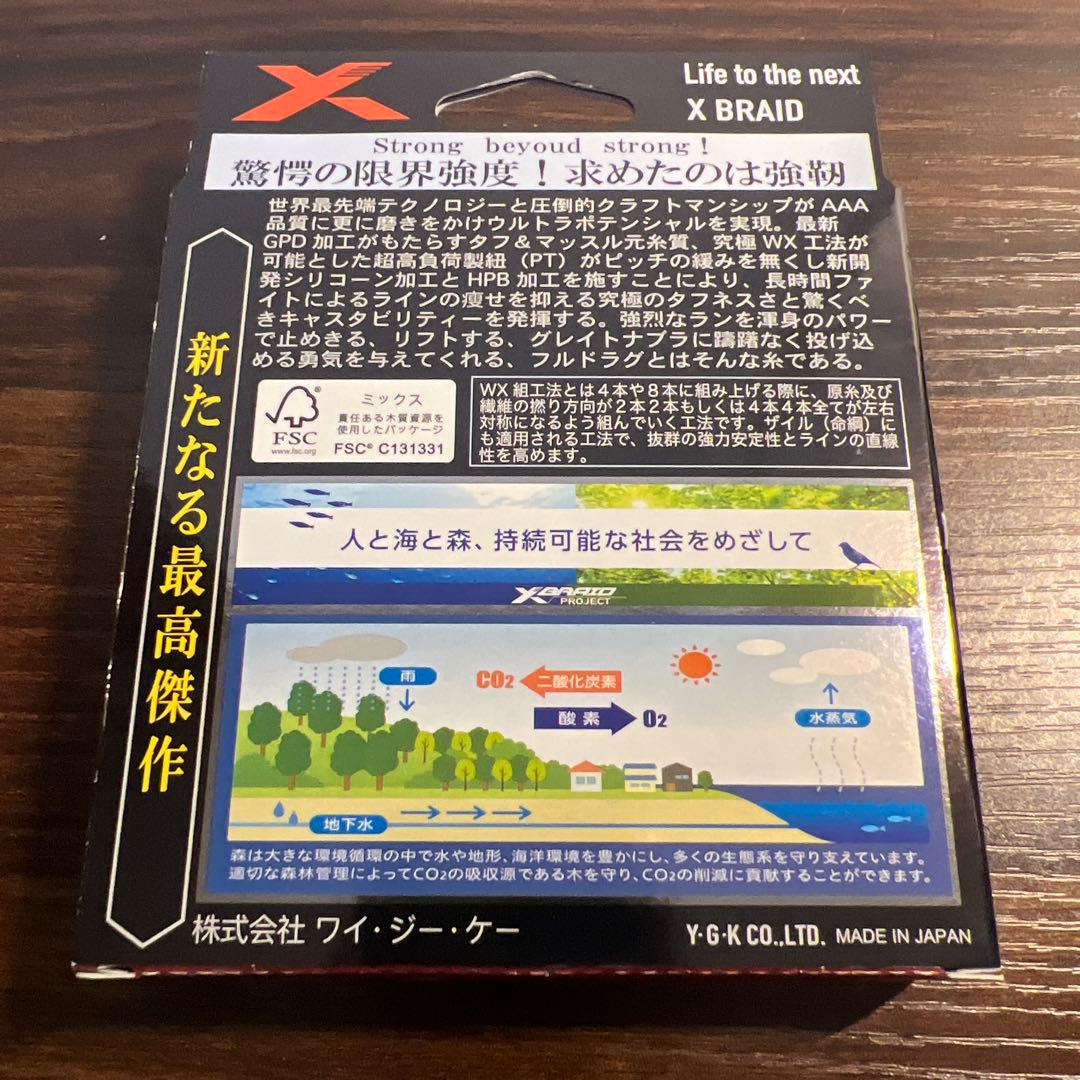 X
Life to the next
X BRAID
Strong beyoud strong!
驚愕の限界強度!求めたのは強靭
世界最先端テクノロジーと圧倒的クラフトマンシップがAAA
品質に更に磨きをかけウルトラポテンシャルを実現。最新
GPD加工がもたらすタフ&マッスル元糸質、究極WX工法が
可能とした超高負荷製紐(PT)がピッチの緩みを無くし新開
発シリコーン加工とHPB加工を施すことにより、長時間ファ
イトによるラインの痩せを抑える究極のタフネスさと驚くべ
きキャスタビリティーを発揮する。強烈なランを渾身のパワー
で止めきる、リフトする、グレイトナブラに躊躇なく投げ込
める勇気を与えてくれる、フルドラグとはそんな糸である。
新たなる最高傑作
FSC
www.fsc.org
ミックス
責任ある木質資源を
使用したパッケージ
FSC® C131331
WX組工法とは4本や8本に組み上げる際に、原糸及び
繊維の撚り方向が2本2本もしくは4本4本全てが左右
対称になるよう組んでいく工法です。ザイル(命綱)に
も適用される工法で、抜群の強力安定性とラインの直線
性を高めます。
人と海と森、持続可能な社会をめざして
XBRAID
PROJECT
雨
CO2
二酸化炭素
酸素
O2
水蒸気
地下水
森は大きな環境循環の中で水や地形、海洋環境を豊かにし、多くの生態系を守り支えています。
適切な森林管理によってCO2の吸収源である木を守り、CO2の削減に貢献することができます。
株式会社 ワイ・ジー・ケー
Y・G・K CO.,LTD. MADE IN JAPAN